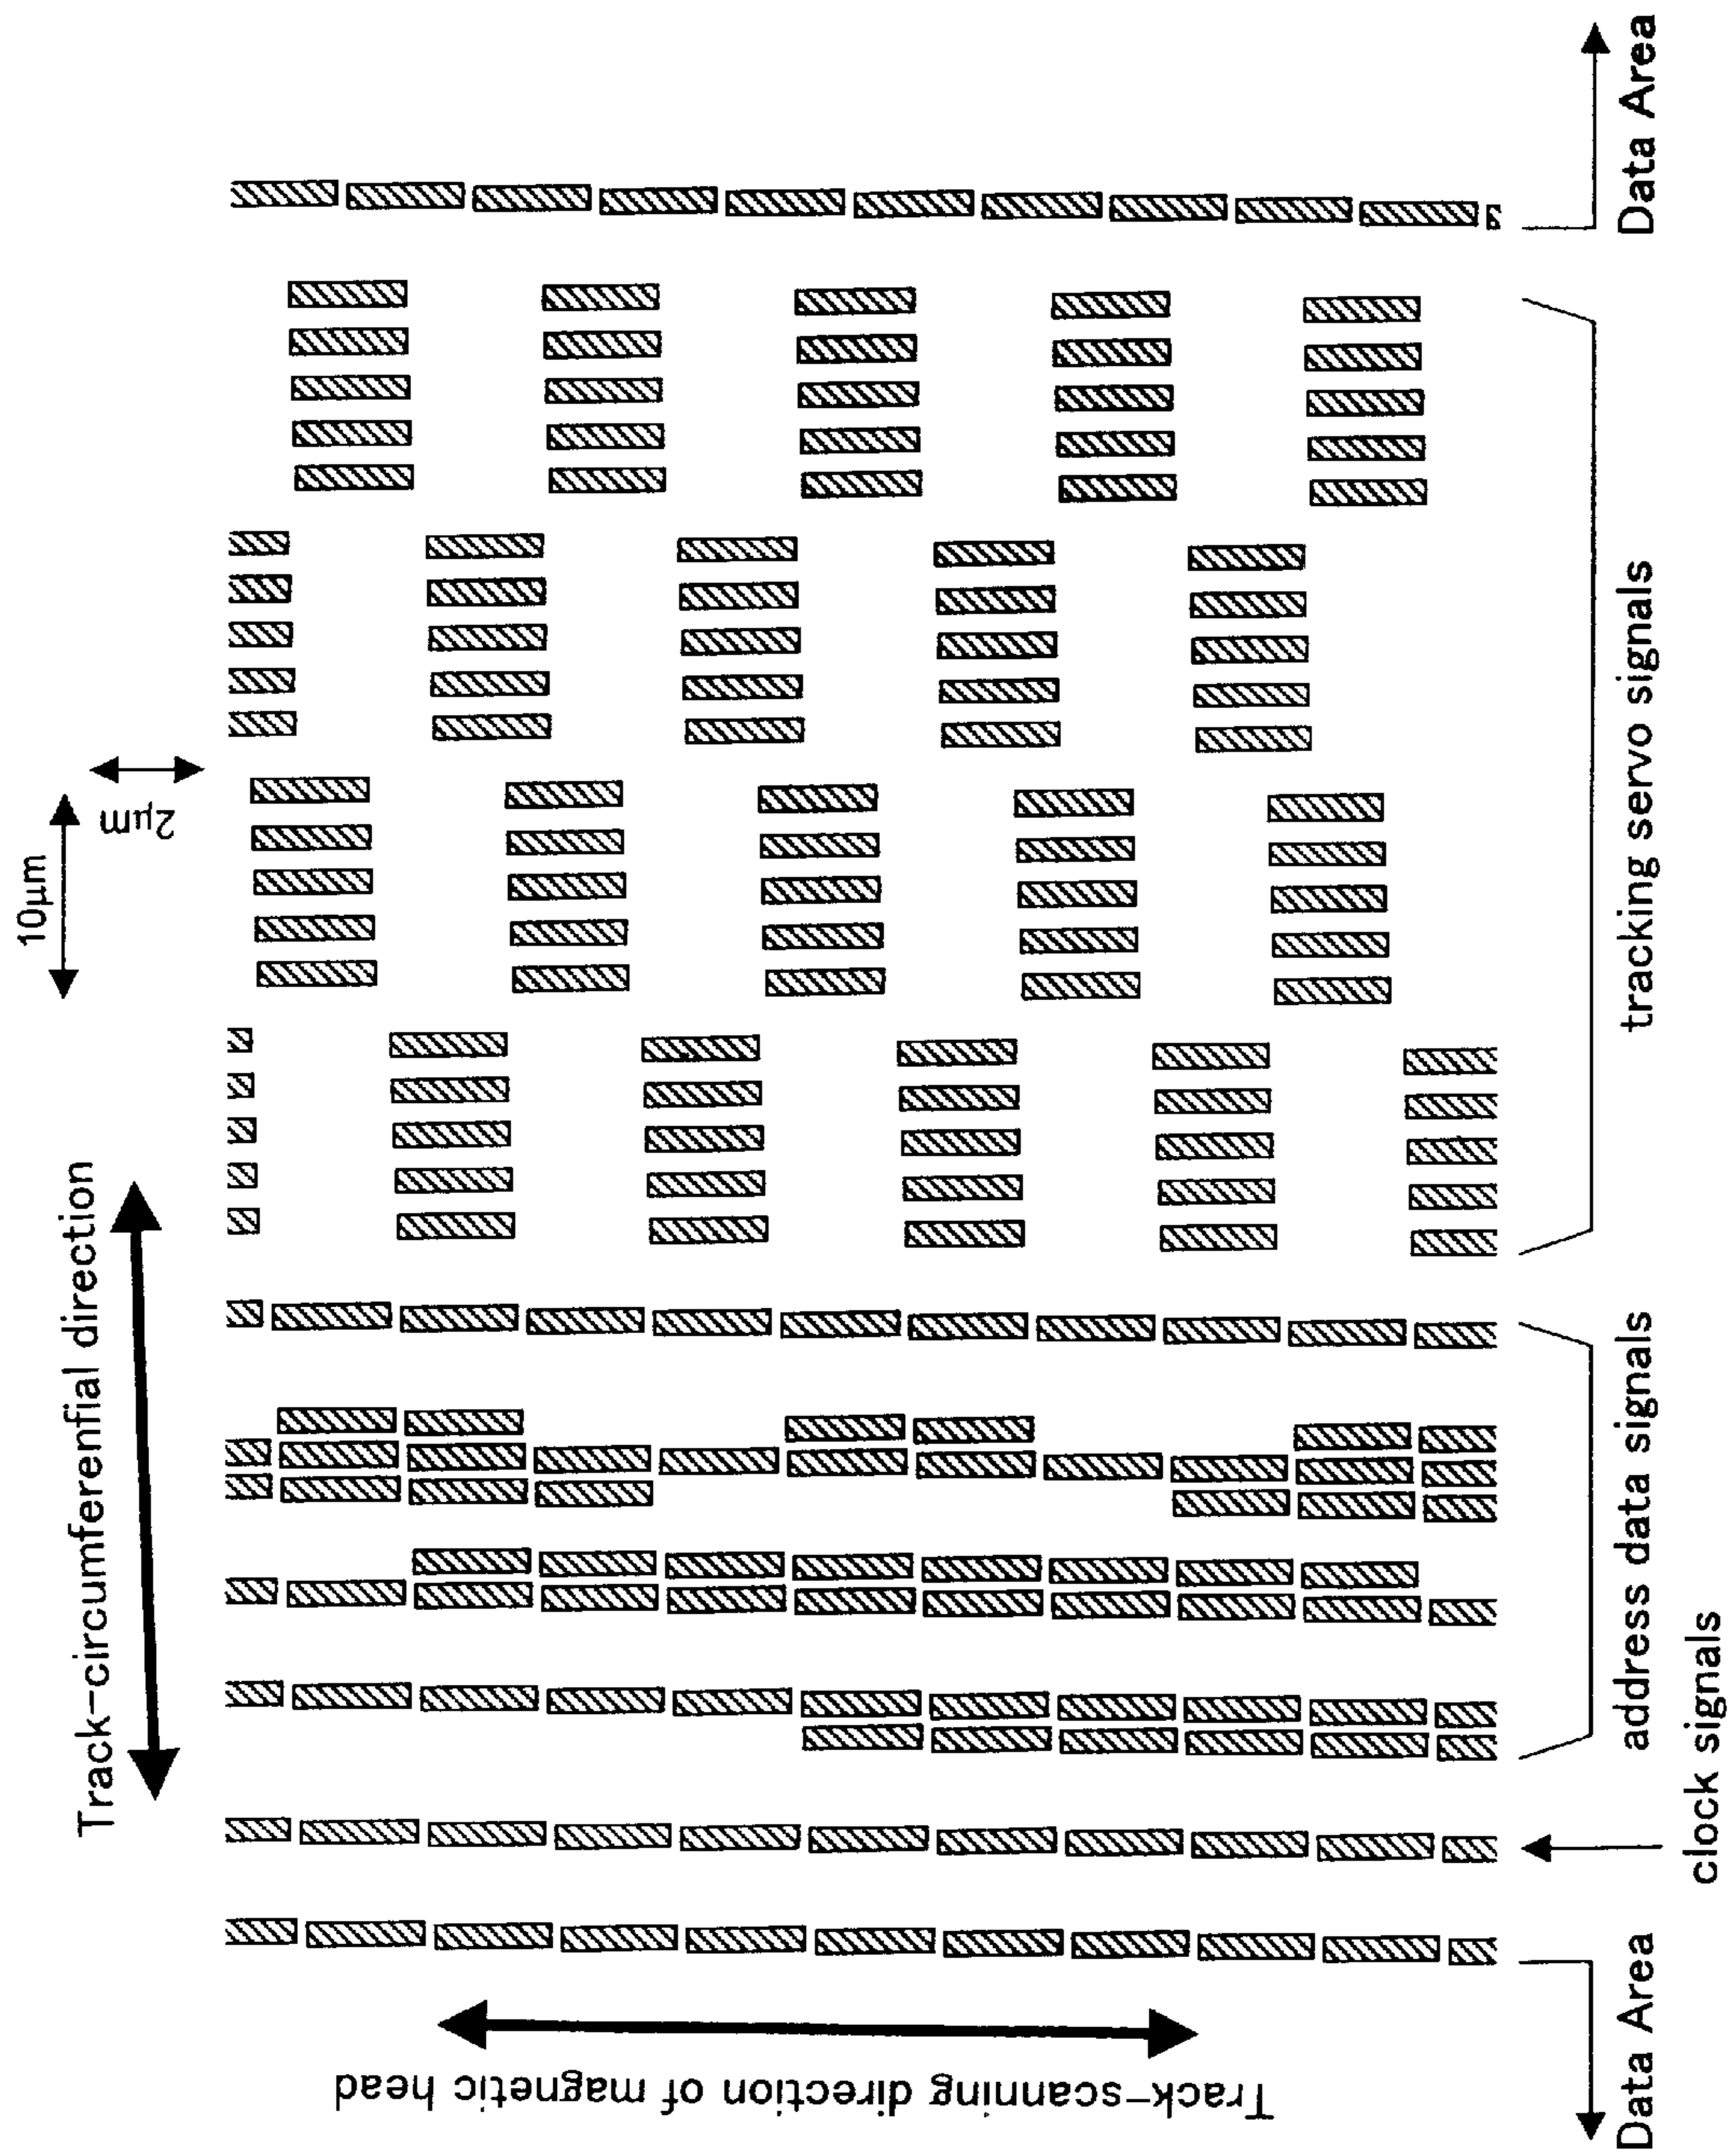 10μm
2μm
Track-circumferenfial direction
Track-scanning direction of magnetic head
Data Area
clock signals
address data signals
tracking servo signals
Data Area